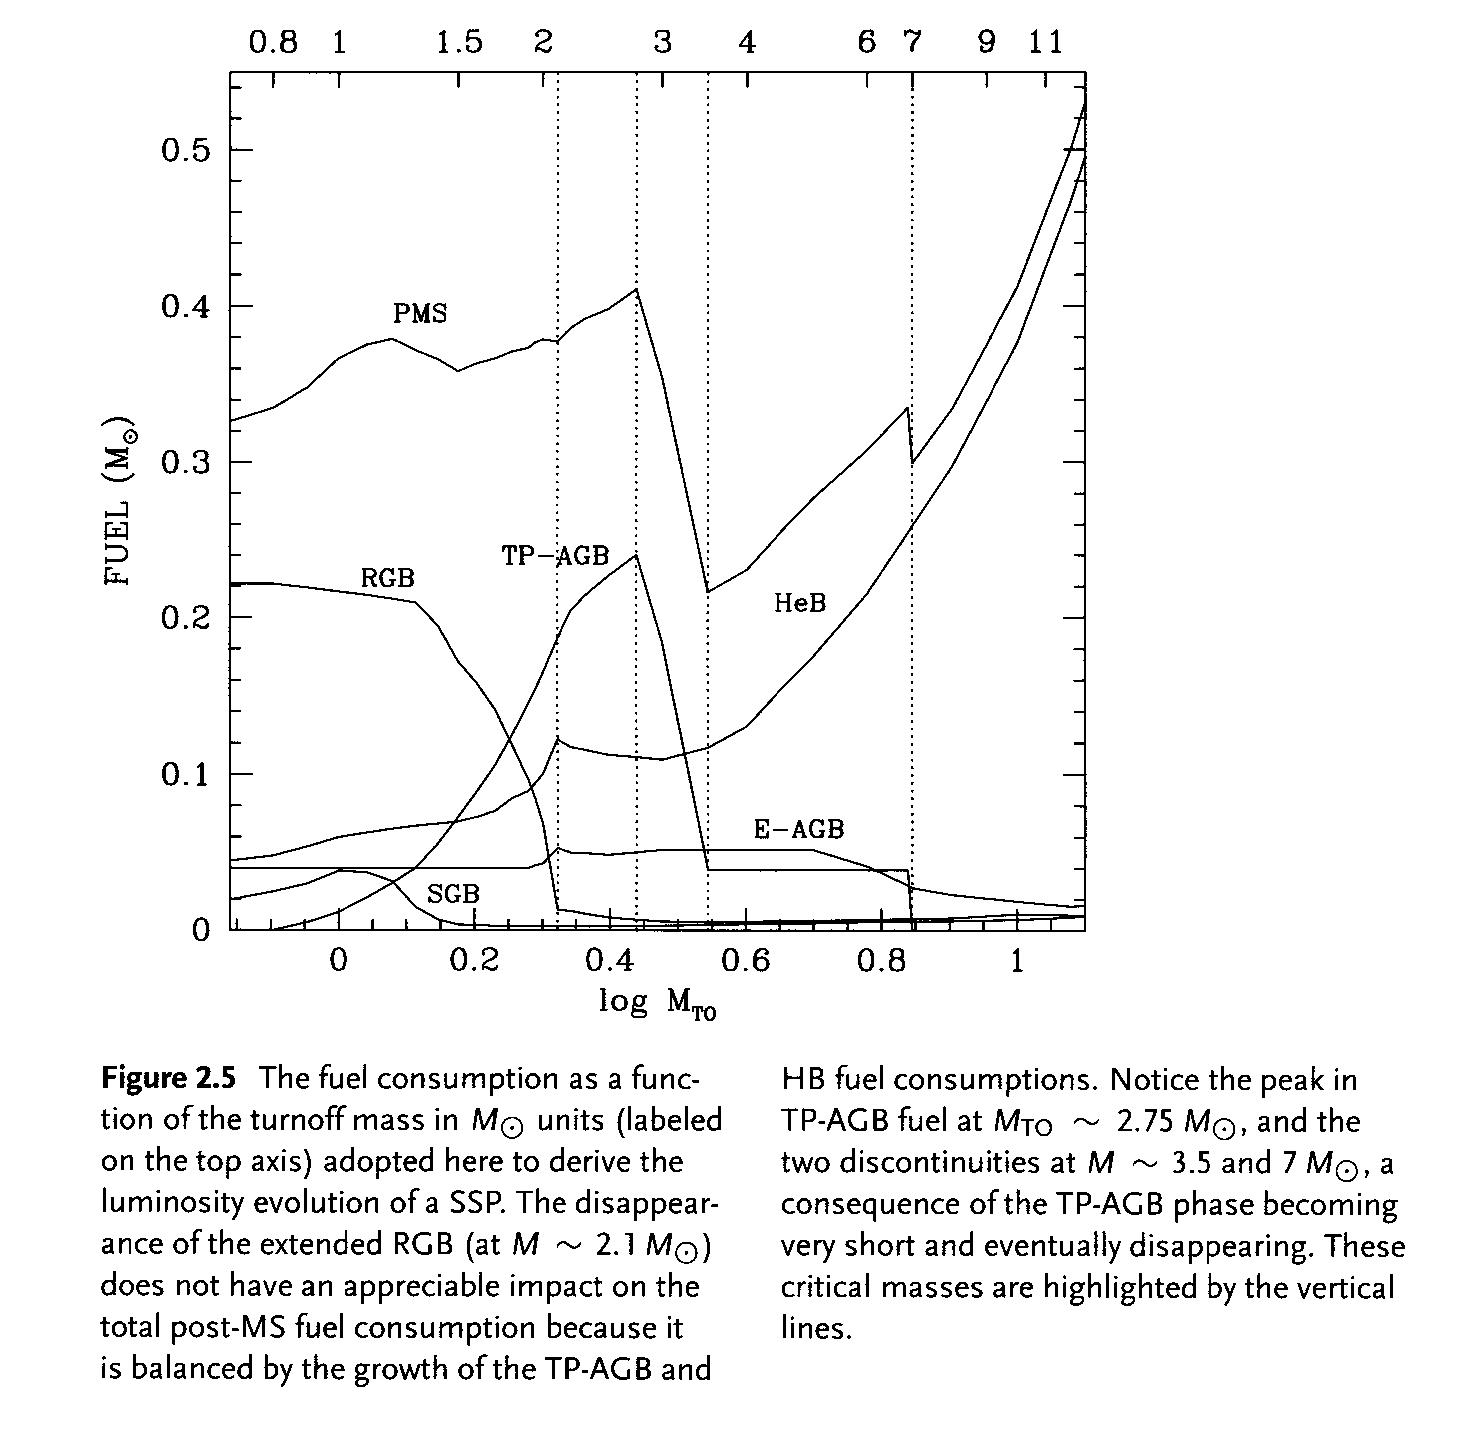 0.8 1 1.5 2 3 4 6 7 9 11
0.5
0.4
0.3
0.2
0.1
0
FUEL (M⊙)
PMS
TP-AGB
RGB
HeB
E-AGB
SGB
0 0.2 0.4 0.6 0.8 1
log M_TO
Figure 2.5 The fuel consumption as a func-
tion of the turnoff mass in M⊙ units (labeled
on the top axis) adopted here to derive the
luminosity evolution of a SSP. The disappear-
ance of the extended RGB (at M ∼ 2.1 M⊙)
does not have an appreciable impact on the
total post-MS fuel consumption because it
is balanced by the growth of the TP-AGB and
HB fuel consumptions. Notice the peak in
TP-AGB fuel at M_TO ∼ 2.75 M⊙, and the
two discontinuities at M ∼ 3.5 and 7 M⊙, a
consequence of the TP-AGB phase becoming
very short and eventually disappearing. These
critical masses are highlighted by the vertical
lines.